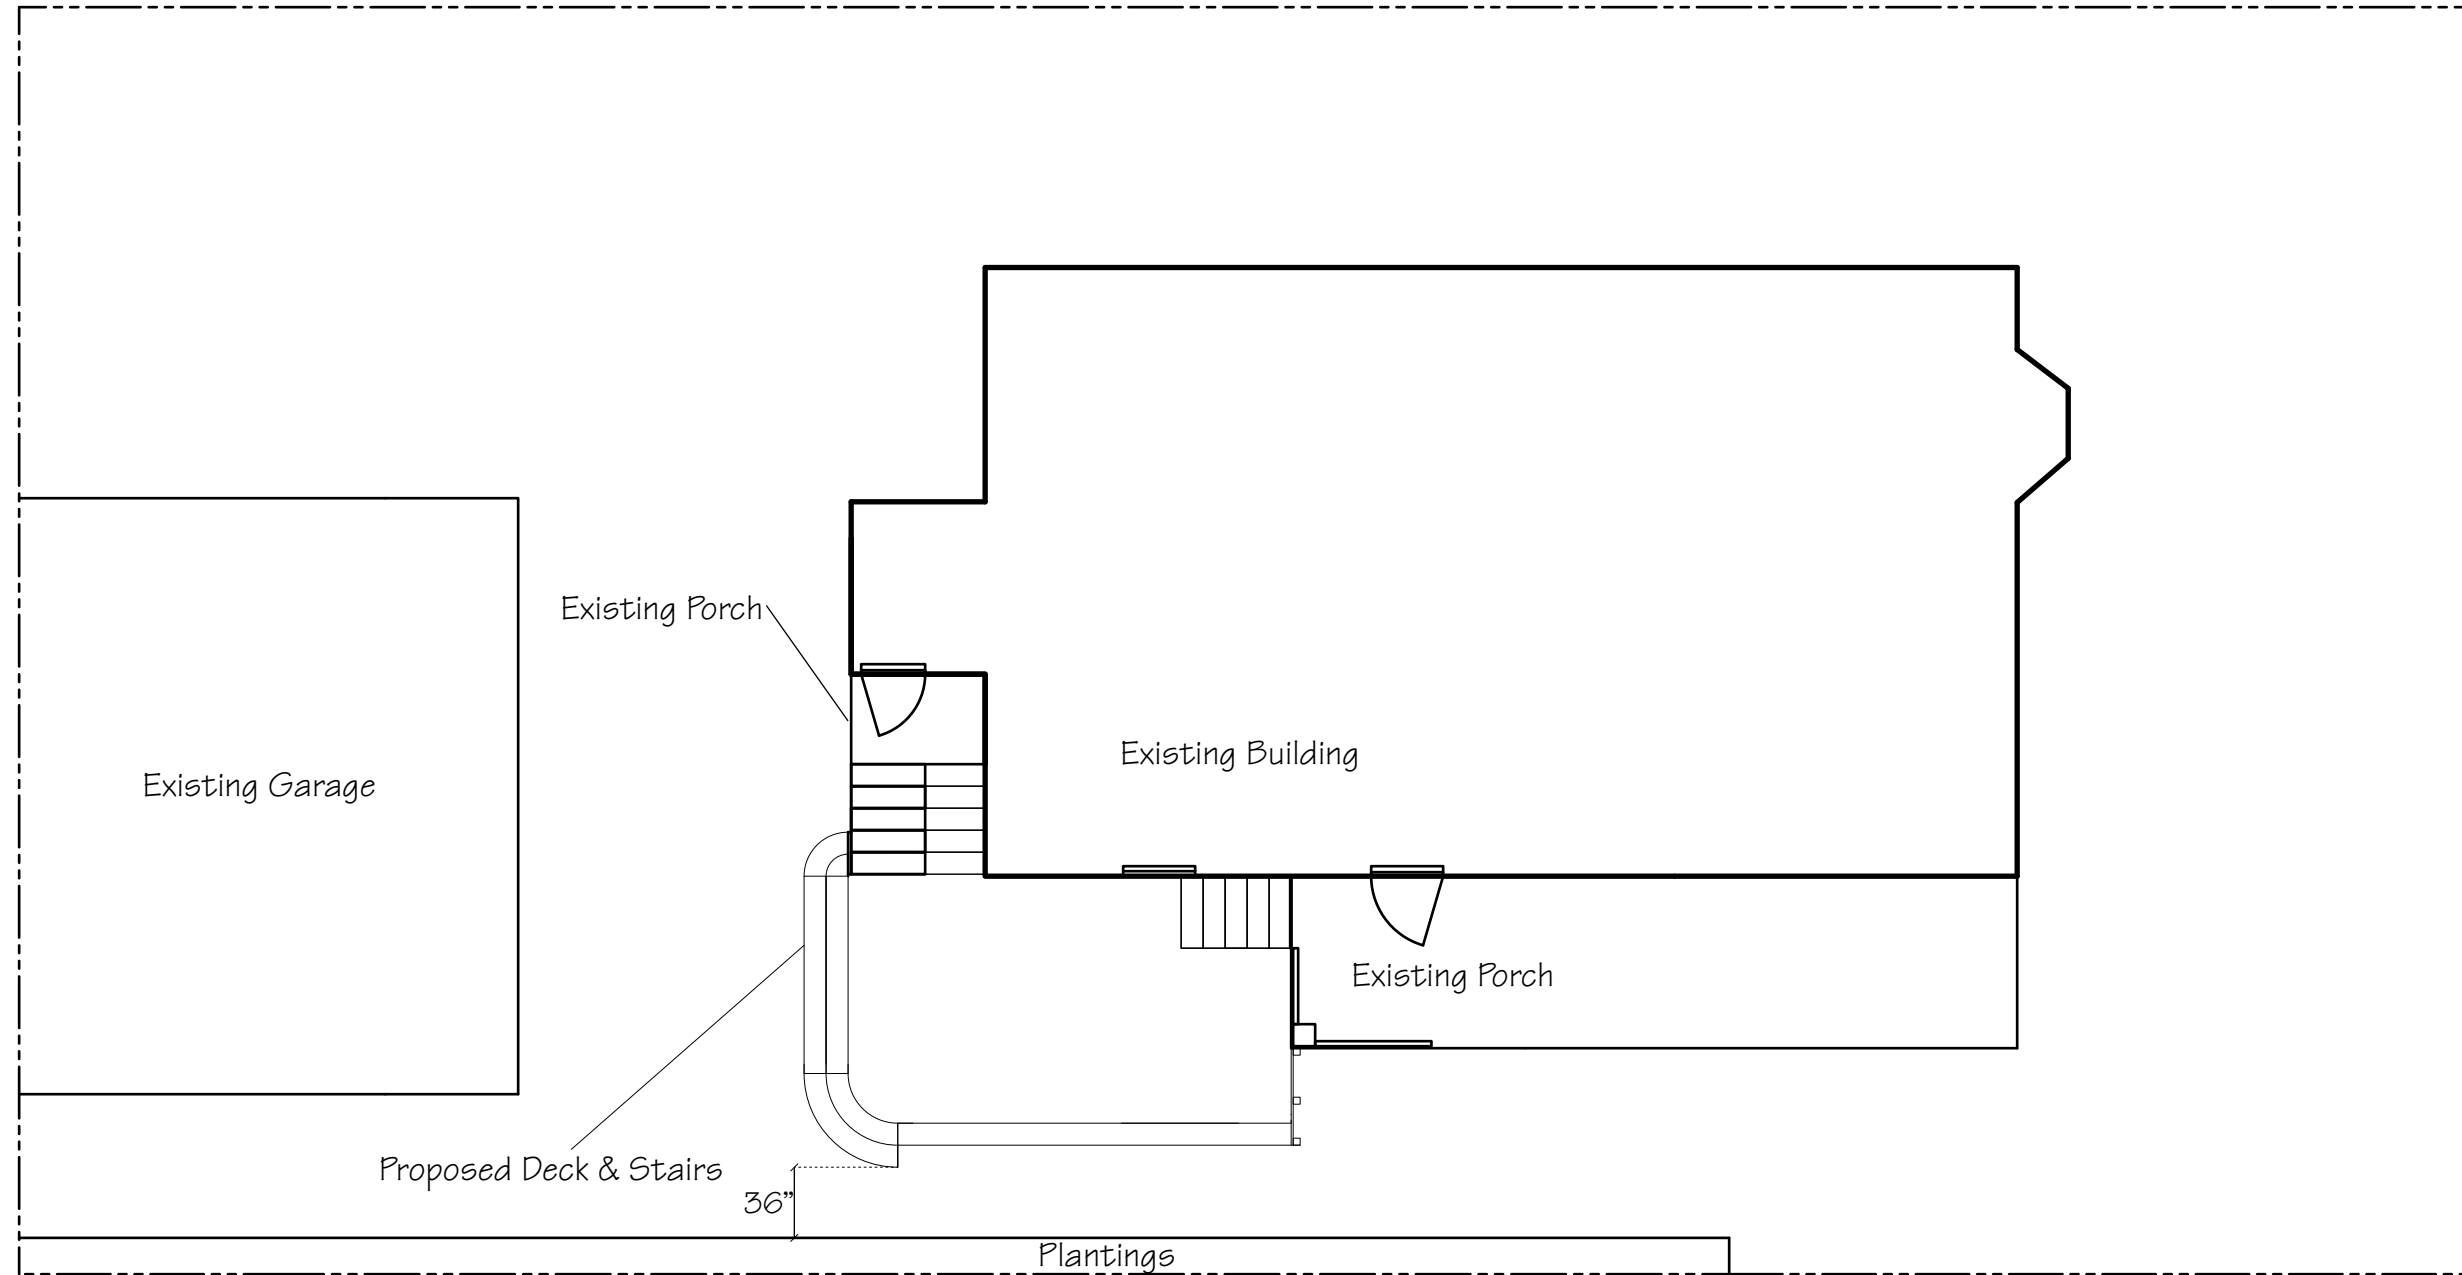 Existing Porch
Existing Building
Existing Garage
Existing Porch
Proposed Deck & Stairs
36”
Plantings